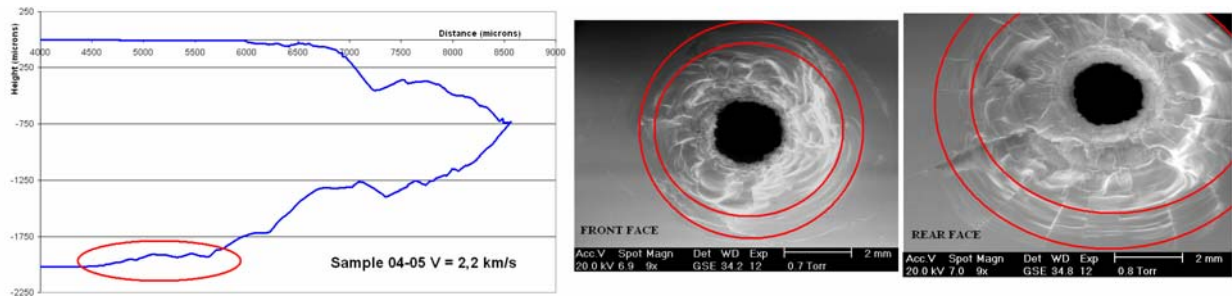 250
Distance (microns)
4000 4500 5000 5500 6000 6500 7000 7500 8000 8500 9000
Height (microns)
-250
-750
-1250
-1750
-2250
Sample 04-05 V = 2,2 km/s
FRONT FACE
Acc.V Spot Magn Det WD Exp 2 mm
20.0 kV 6.9 9x GSE 34.2 12 0.7 Torr
REAR FACE
Acc.V Spot Magn Det WD Exp 2 mm
20.0 kV 7.0 9x GSE 34.8 12 0.8 Torr